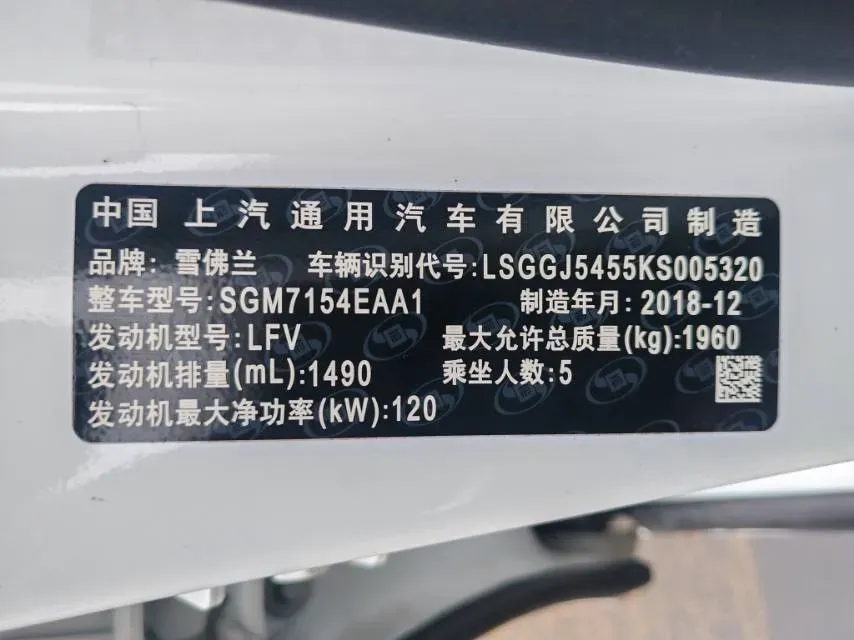 中国上汽通用汽车有限公司制造
品牌: 雪佛兰 车辆识别代号:LSGGJ5455KS005320
整车型号:SGM7154EAA1 制造年月: 2018-12
发动机型号:LFV 最大允许总质量(kg):1960
发动机排量(mL):1490 乘坐人数:5
发动机最大净功率(kW):120